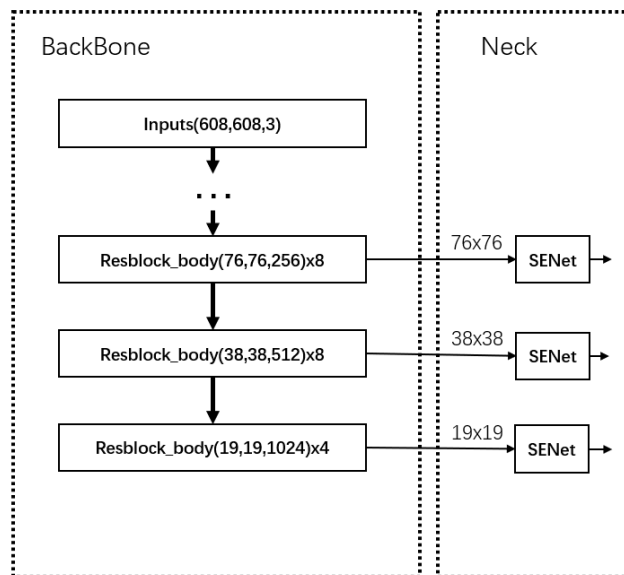 BackBone
Neck
Inputs(608,608,3)
...
Resblock_body(76,76,256)x8
76x76
SENet
Resblock_body(38,38,512)x8
38x38
SENet
Resblock_body(19,19,1024)x4
19x19
SENet